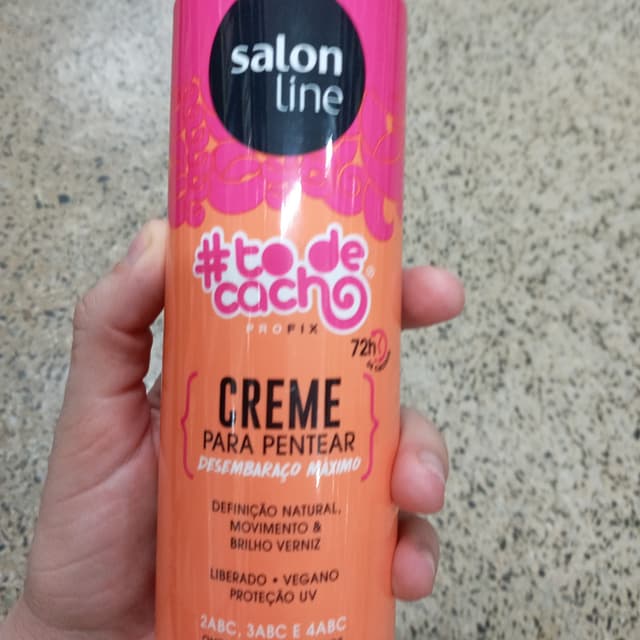 salon
line
#to de
cacho
PROFIX
72h
CREME
PARA PENTEAR
DESEMBARAÇO MÁXIMO
DEFINIÇÃO NATURAL,
MOVIMENTO &
BRILHO VERNIZ
LIBERADO • VEGANO
PROTEÇÃO UV
2ABC, 3ABC E 4ABC